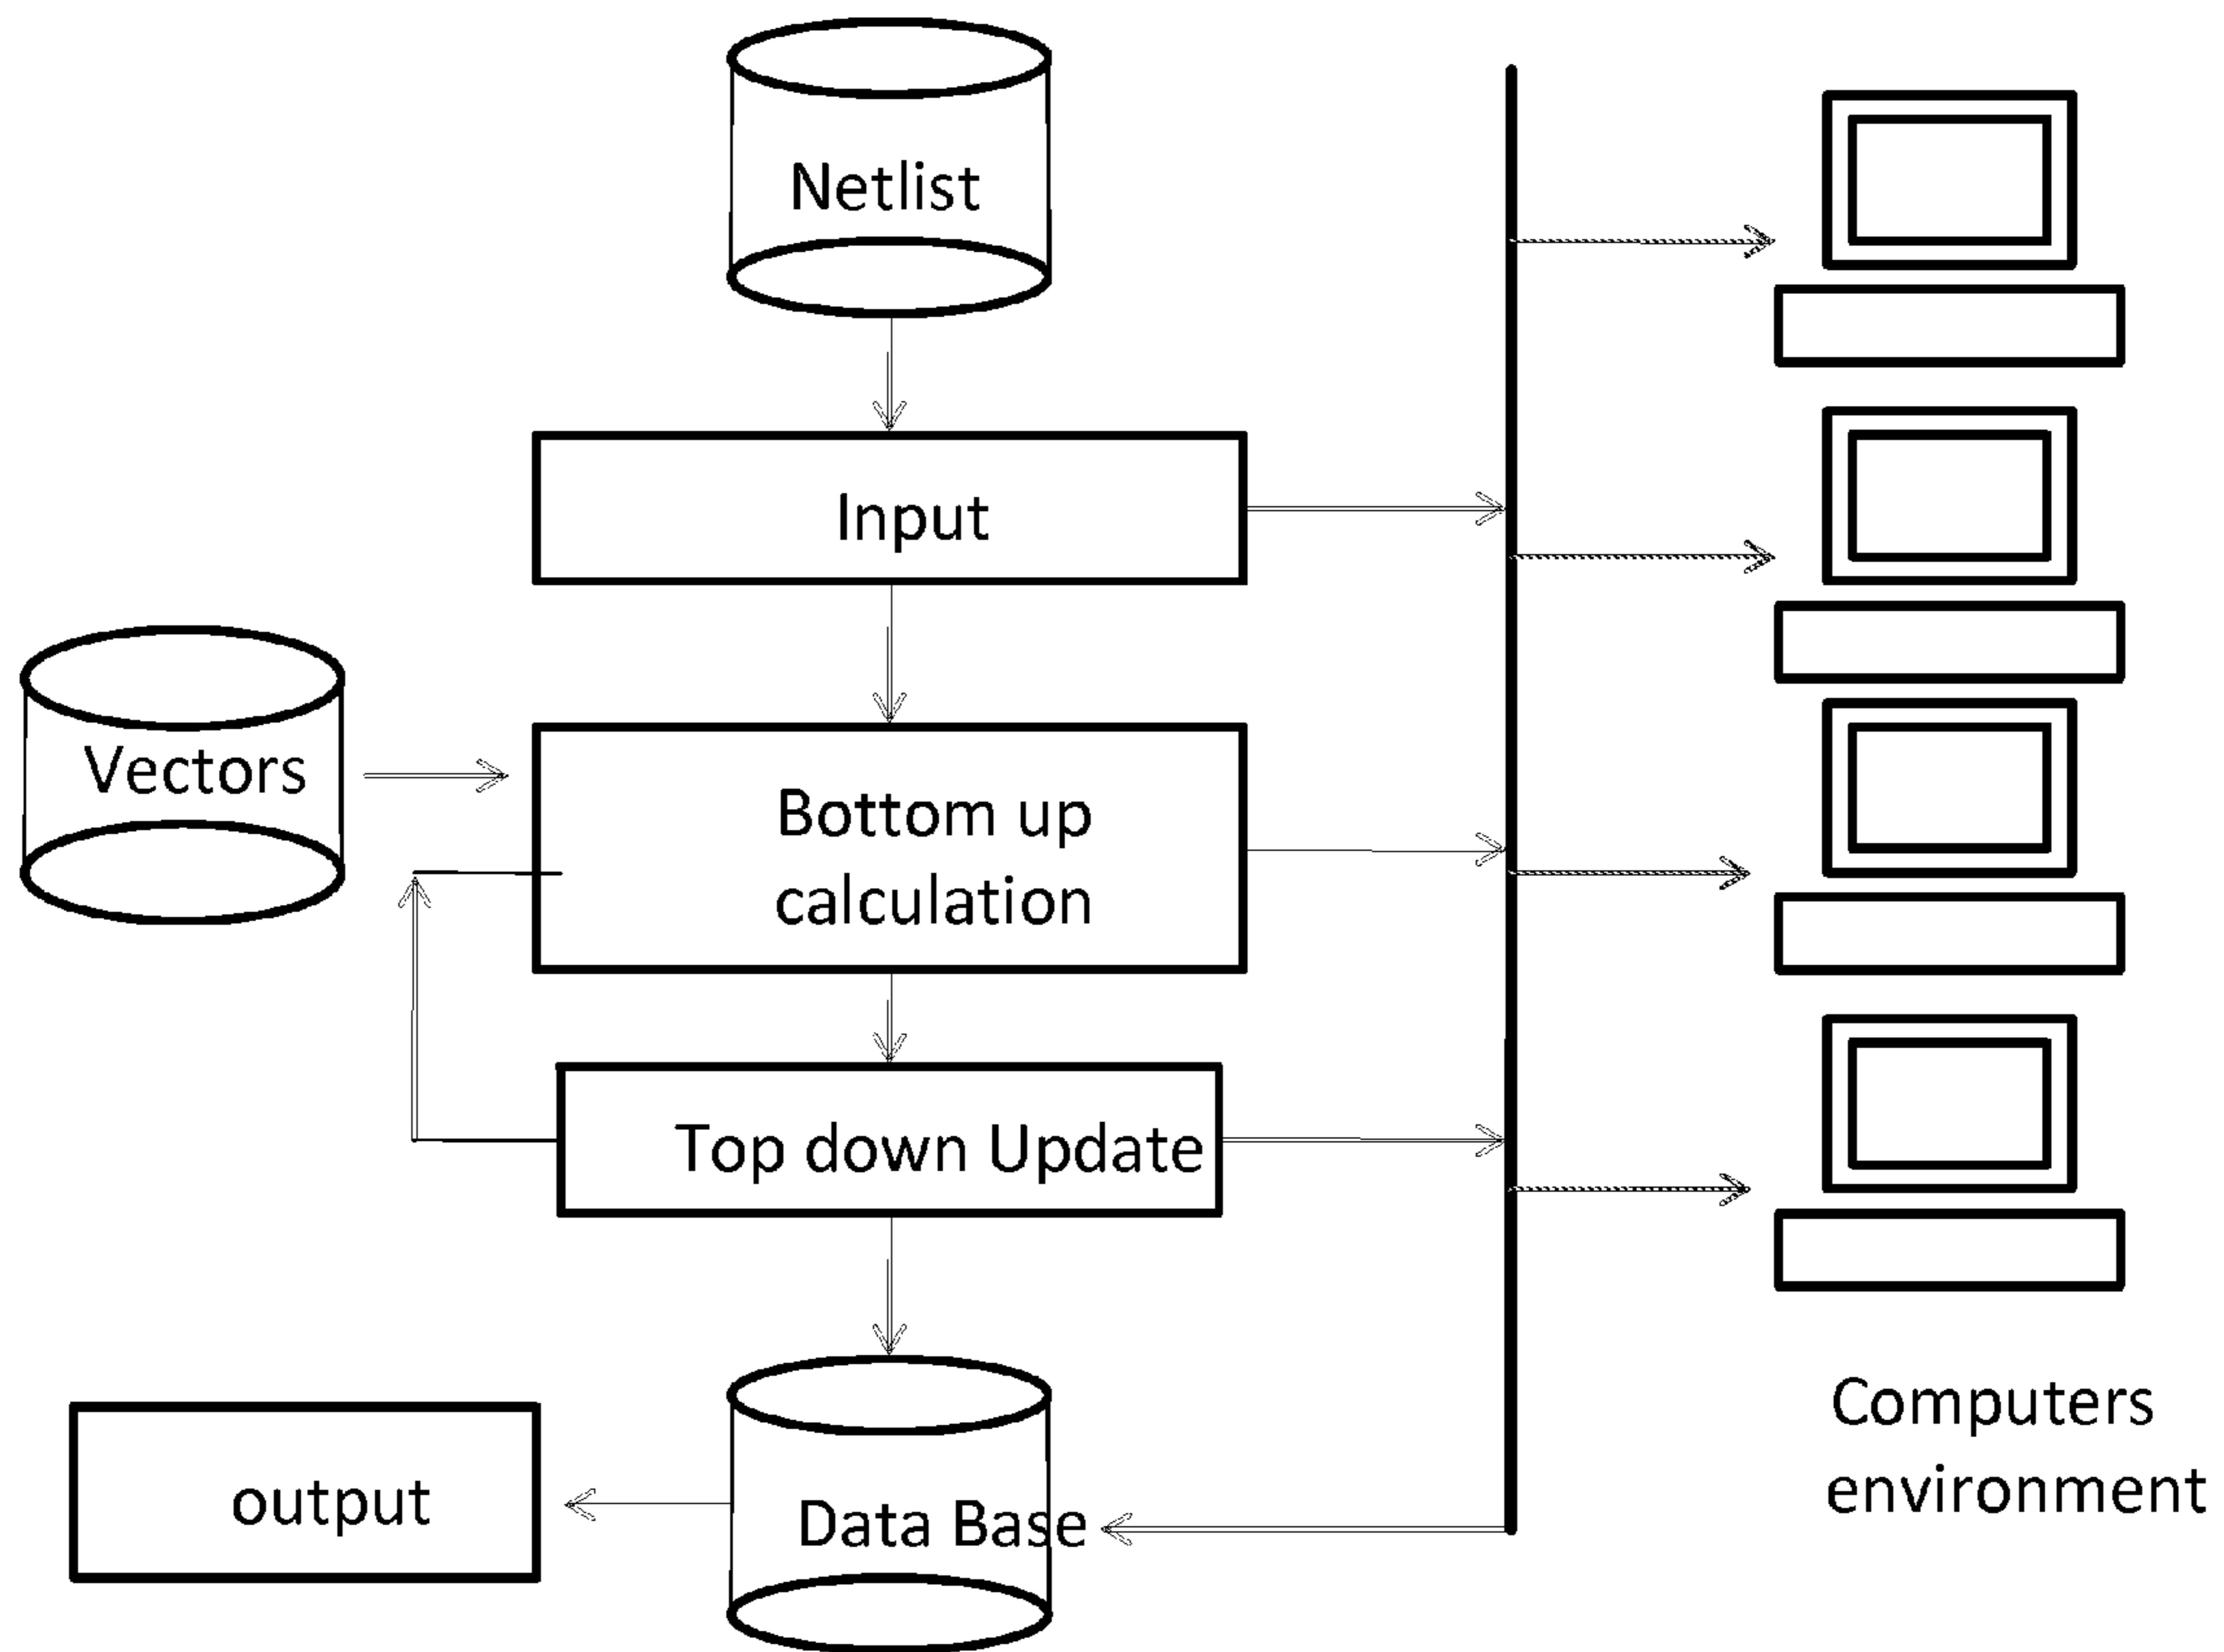 Netlist
Input
Vectors
Bottom up
calculation
Top down Update
output
Data Base
Computers
environment